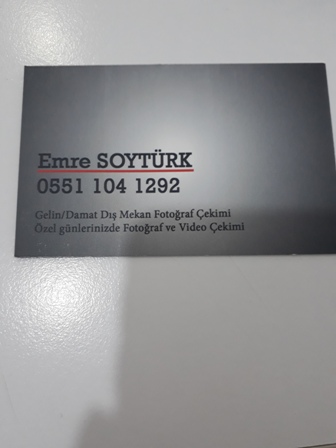 Emre SOYTÜRK
0551 104 1292
Gelin/Damat Dış Mekan Fotoğraf Çekimi
Özel günlerinizde Fotoğraf ve Video Çekimi